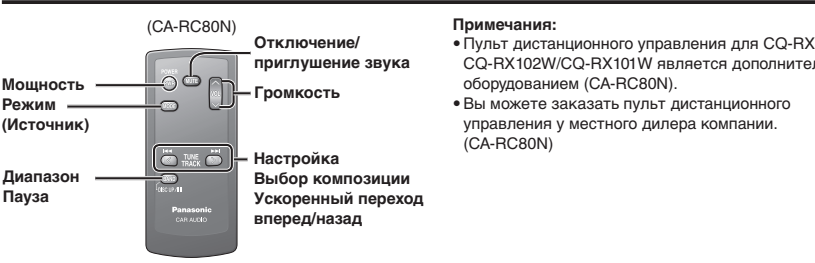 (CA-RC80N)
Отключение/
приглушение звука
Мощность
Громкость
Режим
(Источник)
Настройка
Выбор композиции
Ускоренный переход
вперед/назад
Диапазон
Пауза
POWER
MUTE
VOL
TUNE
TRACK
BAND
DISC UP/
Panasonic
CAR AUDIO
Примечания:
• Пульт дистанционного управления для CQ-RX
CQ-RX102W/CQ-RX101W является дополнител
оборудованием (CA-RC80N).
• Вы можете заказать пульт дистанционного
управления у местного дилера компании.
(CA-RC80N)